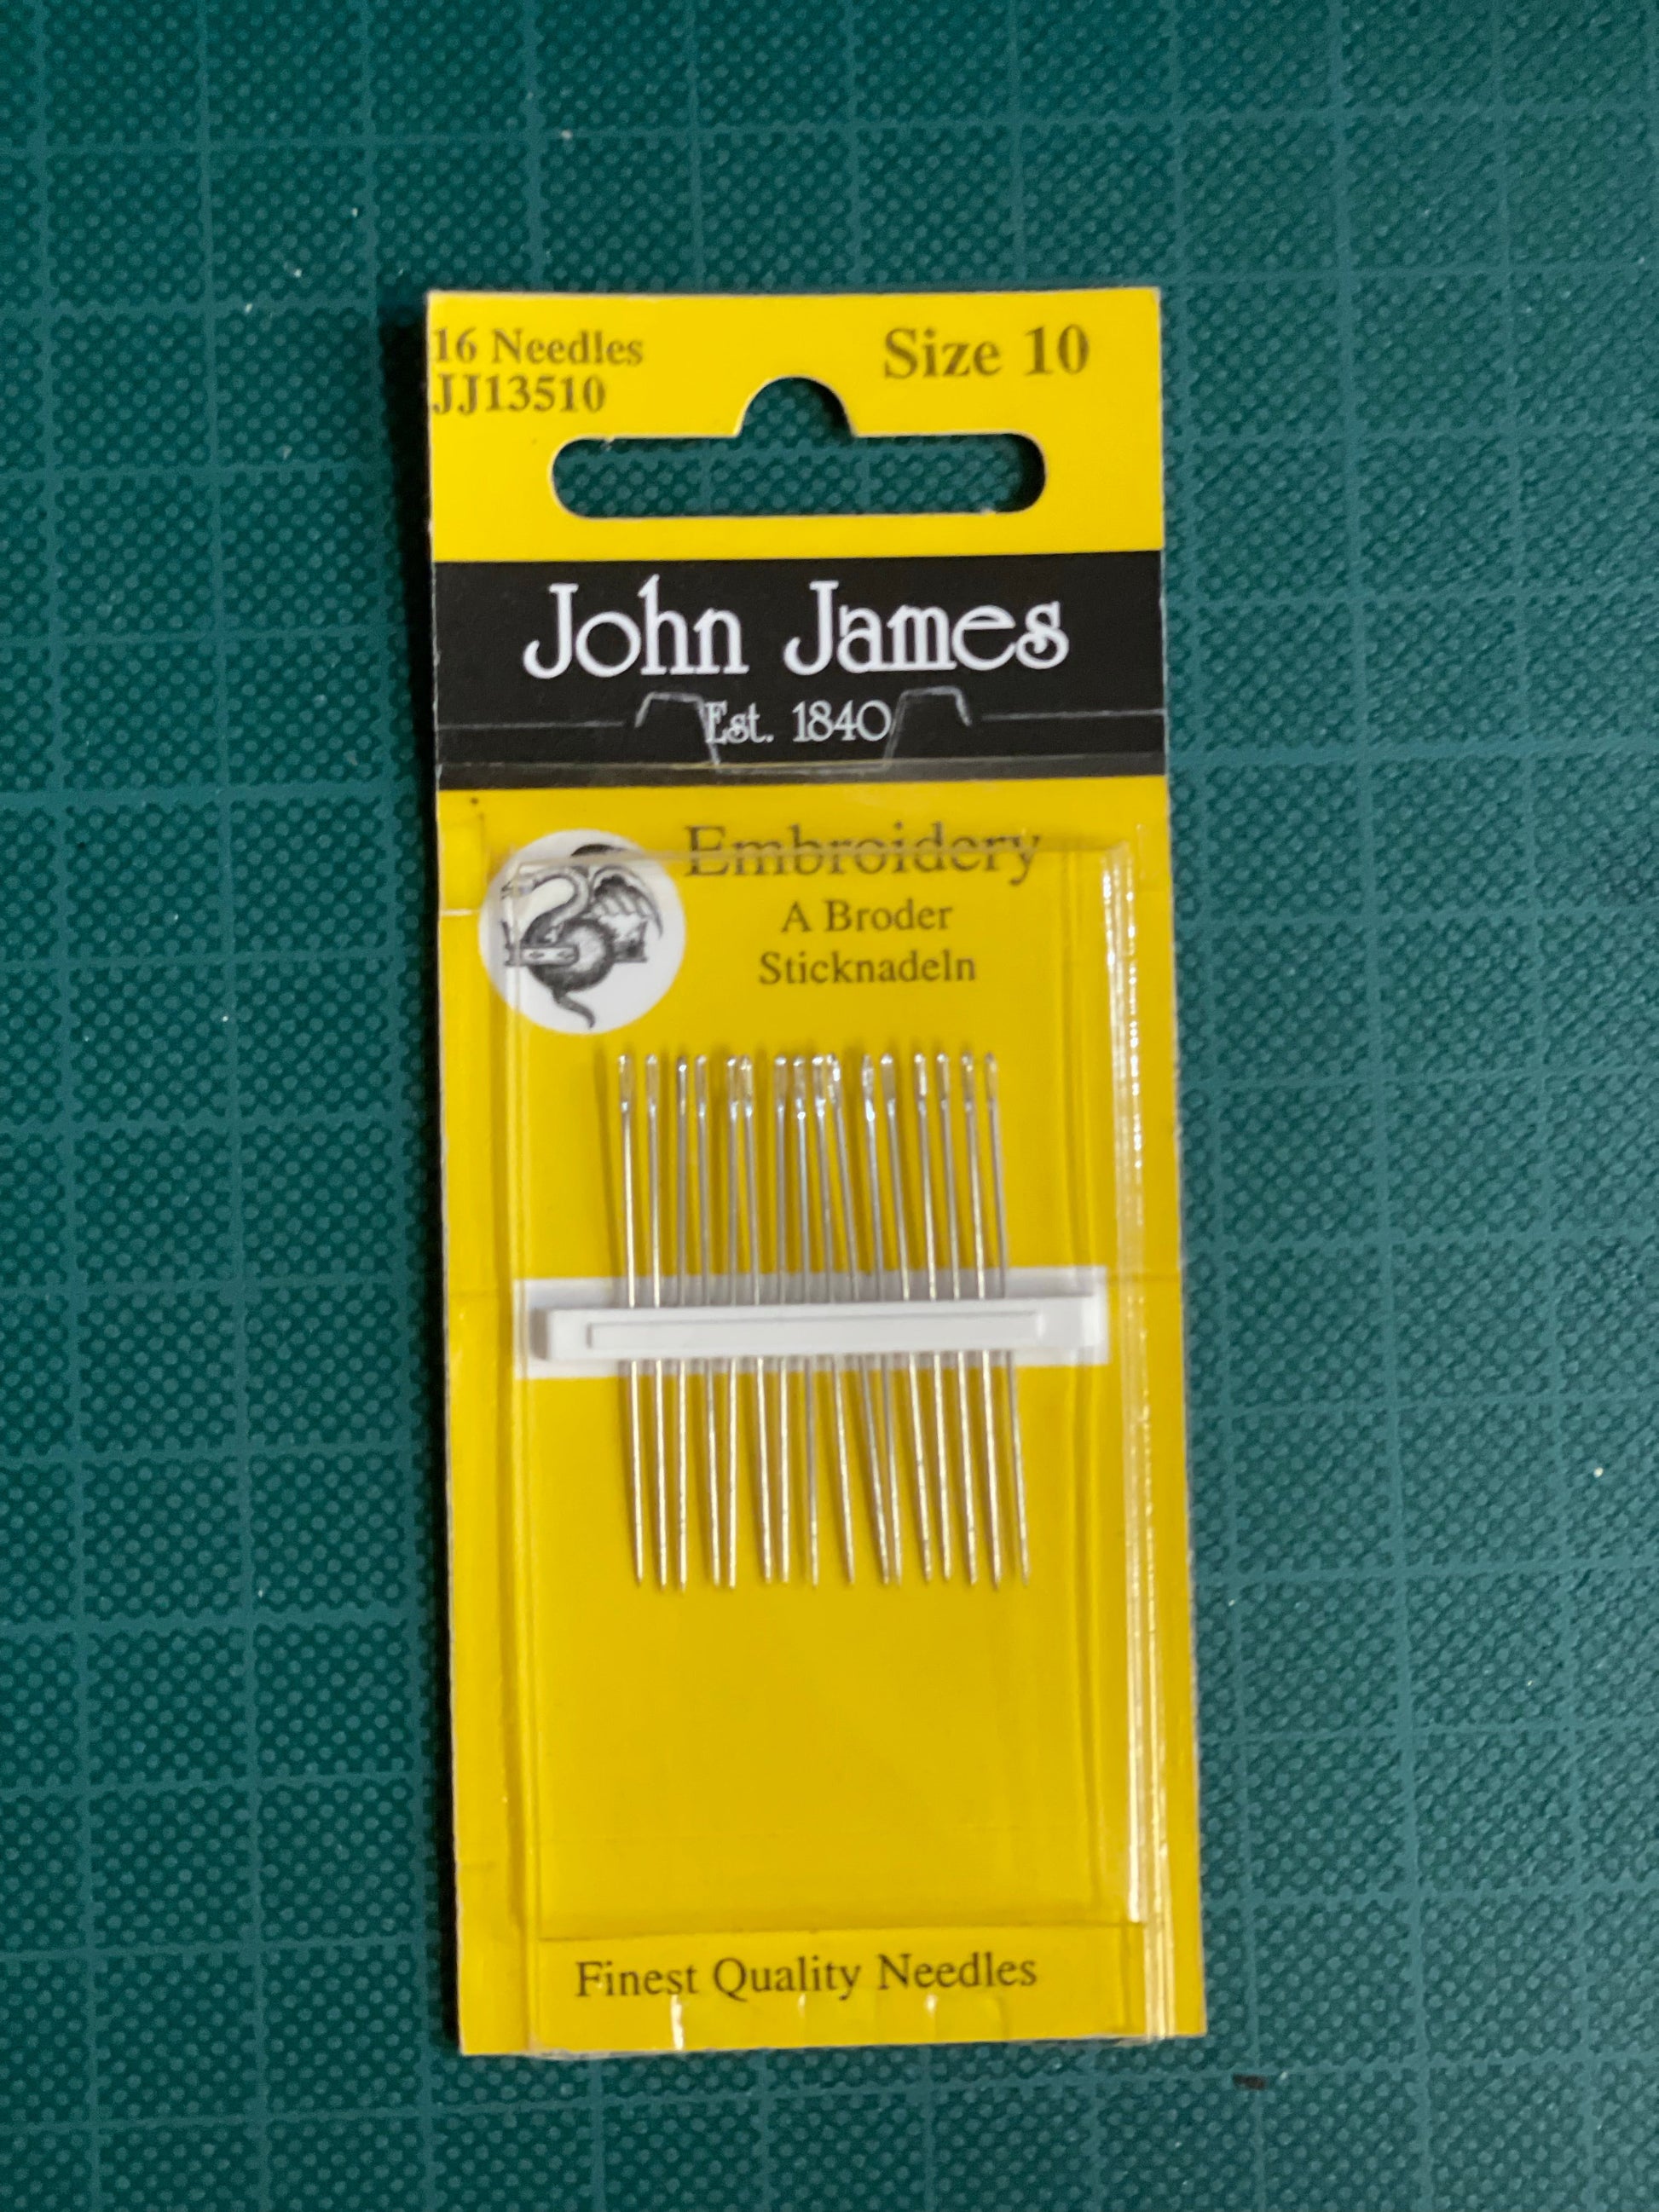 16 Needles
JJ13510
Size 10
John James
Est. 1840
Embroidery
A Broder
Sticknadeln
Finest Quality Needles